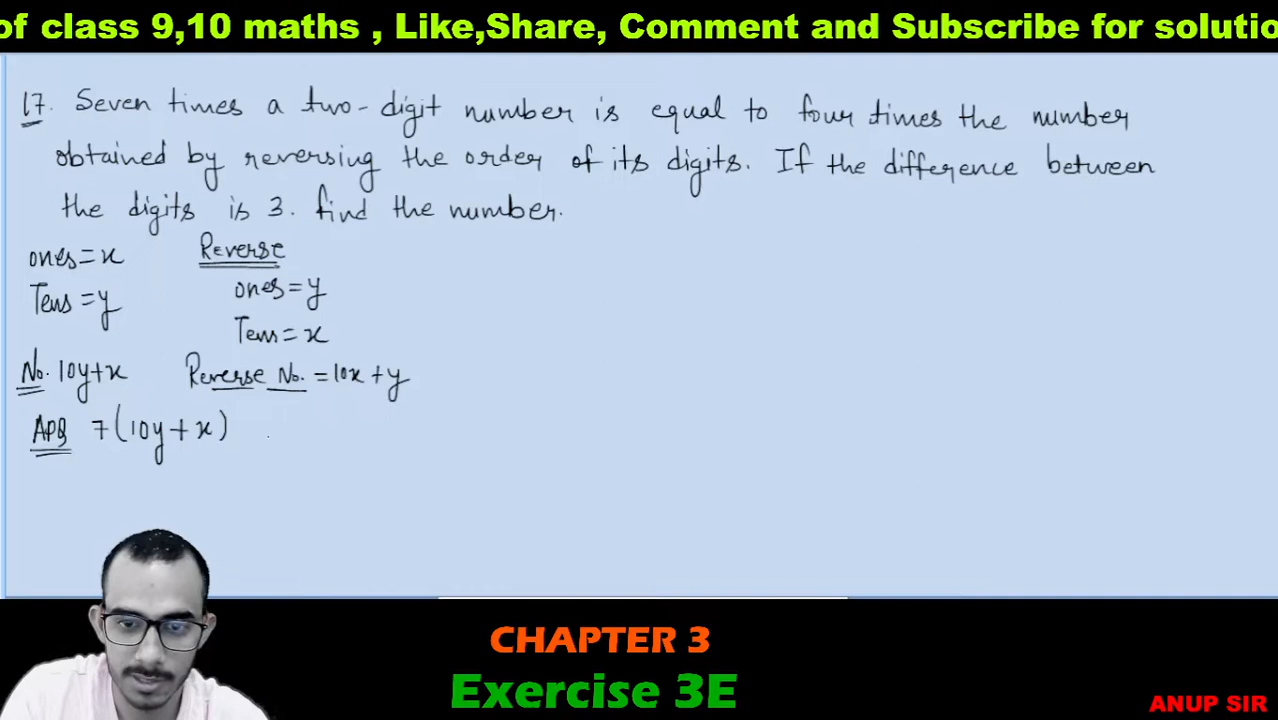 of class 9,10 maths , Like,Share, Comment and Subscribe for solutio
17. Seven times a two-digit number is equal to four times the number
obtained by reversing the order of its digits. If the difference between
the digits is 3. find the number.
ones = x
Tens = y
Reverse
ones = y
Tens = x
No. 10y+x
Reverse No. = 10x + y
APQ 7(10y + x)
CHAPTER 3
Exercise 3E
ANUP SIR